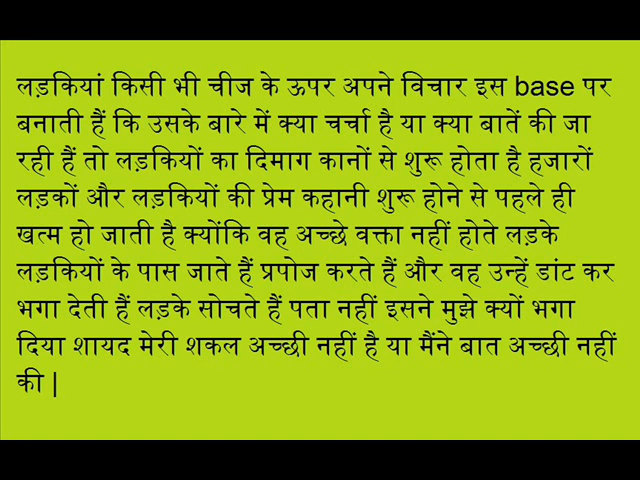 लड़कियां किसी भी चीज के ऊपर अपने विचार इस base पर
बनाती हैं कि उसके बारे में क्या चर्चा है या क्या बातें की जा
रही हैं तो लड़कियों का दिमाग कानों से शुरू होता है हजारों
लड़कों और लड़कियों की प्रेम कहानी शुरू होने से पहले ही
खत्म हो जाती है क्योंकि वह अच्छे वक्ता नहीं होते लड़के
लड़कियों के पास जाते हैं प्रपोज करते हैं और वह उन्हें डांट कर
भगा देती हैं लड़के सोचते हैं पता नहीं इसने मुझे क्यों भगा
दिया शायद मेरी शकल अच्छी नहीं है या मैंने बात अच्छी नहीं
की |